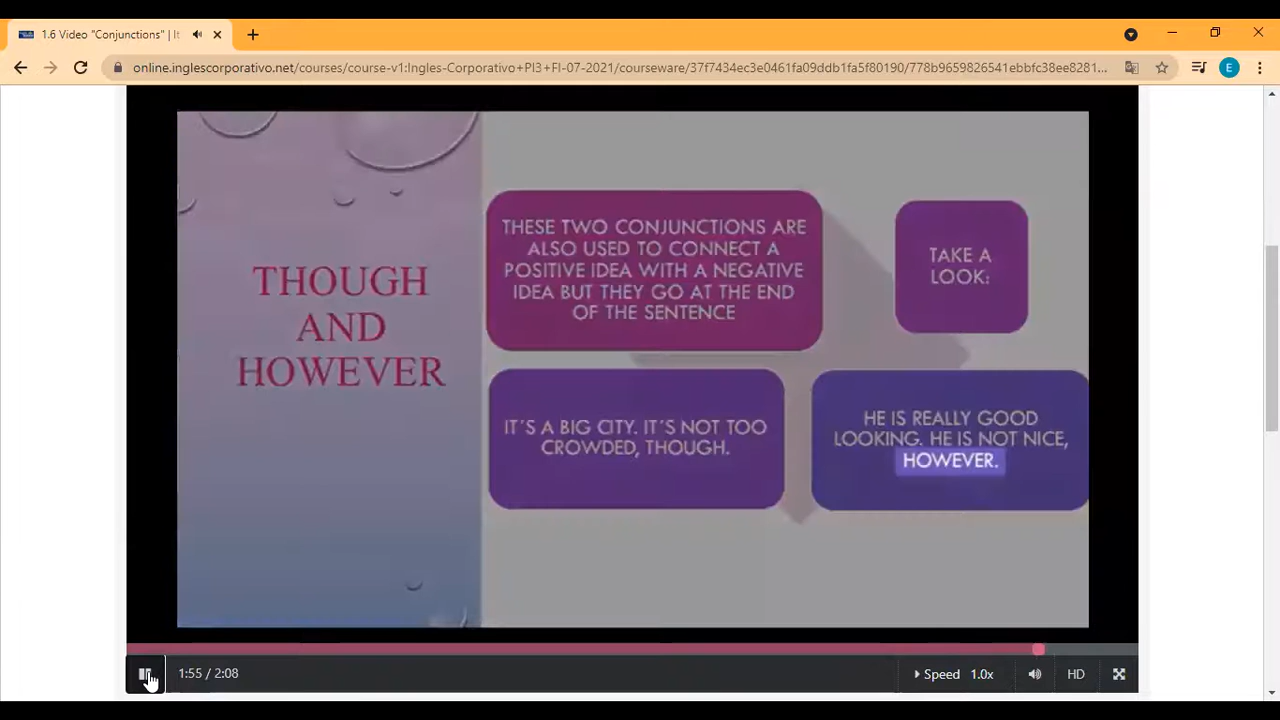 1.6 Video "Conjunctions" | It
online.inglescorporativo.net/courses/course-v1:Ingles-Corporativo+PI3+FI-07-2021/courseware/37f7434ec3e0461fa09ddb1fa5f80190/778b9659826541ebbfc38ee8281...
E
THOUGH
AND
HOWEVER
THESE TWO CONJUNCTIONS ARE
ALSO USED TO CONNECT A
POSITIVE IDEA WITH A NEGATIVE
IDEA BUT THEY GO AT THE END
OF THE SENTENCE
TAKE A
LOOK:
IT´S A BIG CITY. IT´S NOT TOO
CROWDED, THOUGH.
HE IS REALLY GOOD
LOOKING. HE IS NOT NICE,
HOWEVER.
1:55 / 2:08
Speed 1.0x
HD